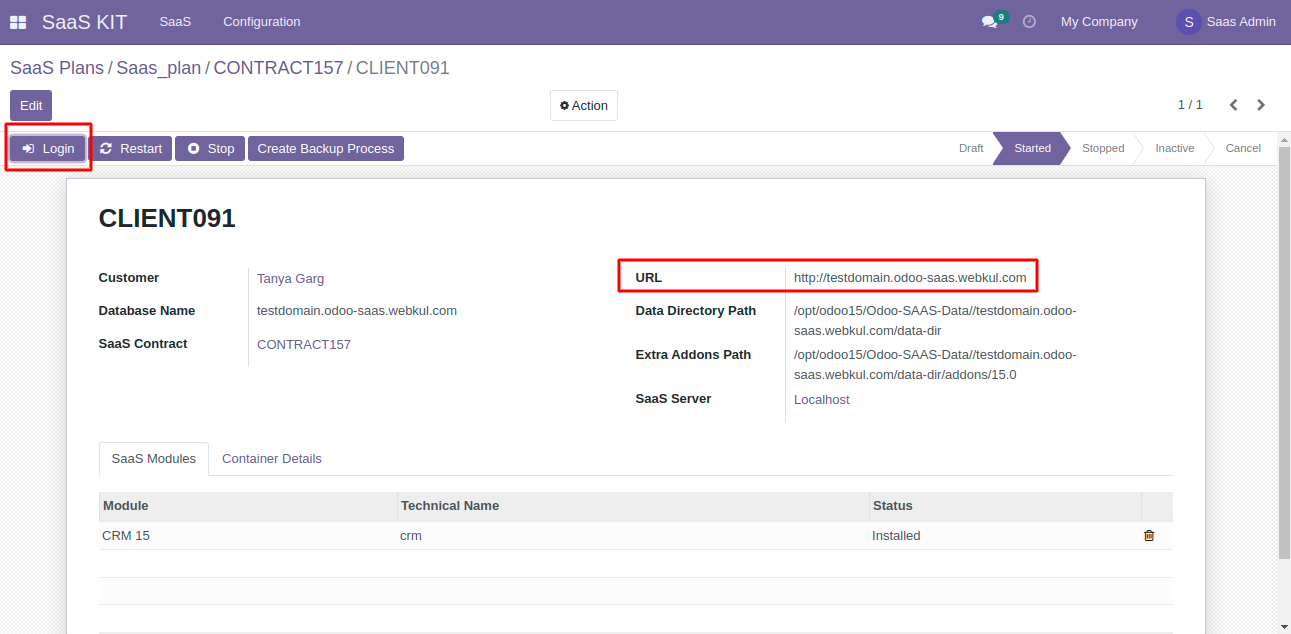 SaaS KIT SaaS Configuration 9 My Company S Saas Admin
SaaS Plans / Saas_plan / CONTRACT157 / CLIENT091
Edit Action 1 / 1
Login Restart Stop Create Backup Process Draft Started Stopped Inactive Cancel
CLIENT091
Customer Tanya Garg
Database Name testdomain.odoo-saas.webkul.com
SaaS Contract CONTRACT157
URL http://testdomain.odoo-saas.webkul.com
Data Directory Path /opt/odoo15/Odoo-SAAS-Data//testdomain.odoo-
saas.webkul.com/data-dir
Extra Addons Path /opt/odoo15/Odoo-SAAS-Data//testdomain.odoo-
saas.webkul.com/data-dir/addons/15.0
SaaS Server Localhost
SaaS Modules Container Details
Module Technical Name Status
CRM 15 crm Installed